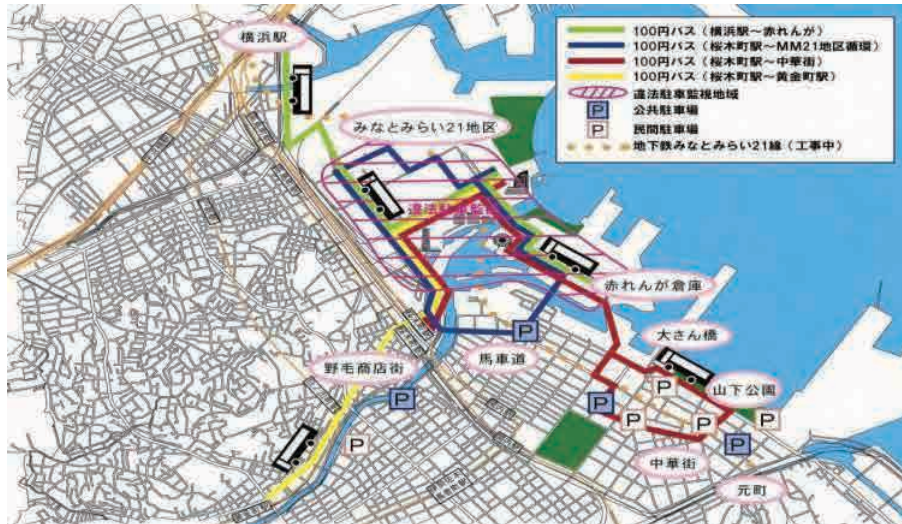 横浜駅
100円バス（横浜駅～赤れんが）
100円バス（桜木町駅～MM21地区循環）
100円バス（桜木町駅～中華街）
100円バス（桜木町駅～黄金町駅）
違法駐車監視地域
P 公共駐車場
P 民間駐車場
地下鉄みなとみらい21線（工事中）
みなとみらい21地区
違法駐車監
赤れんが倉庫
大さん橋
P
馬車道
野毛商店街
P
山下公園
P
P
P
P
P
P
P
中華街
元町